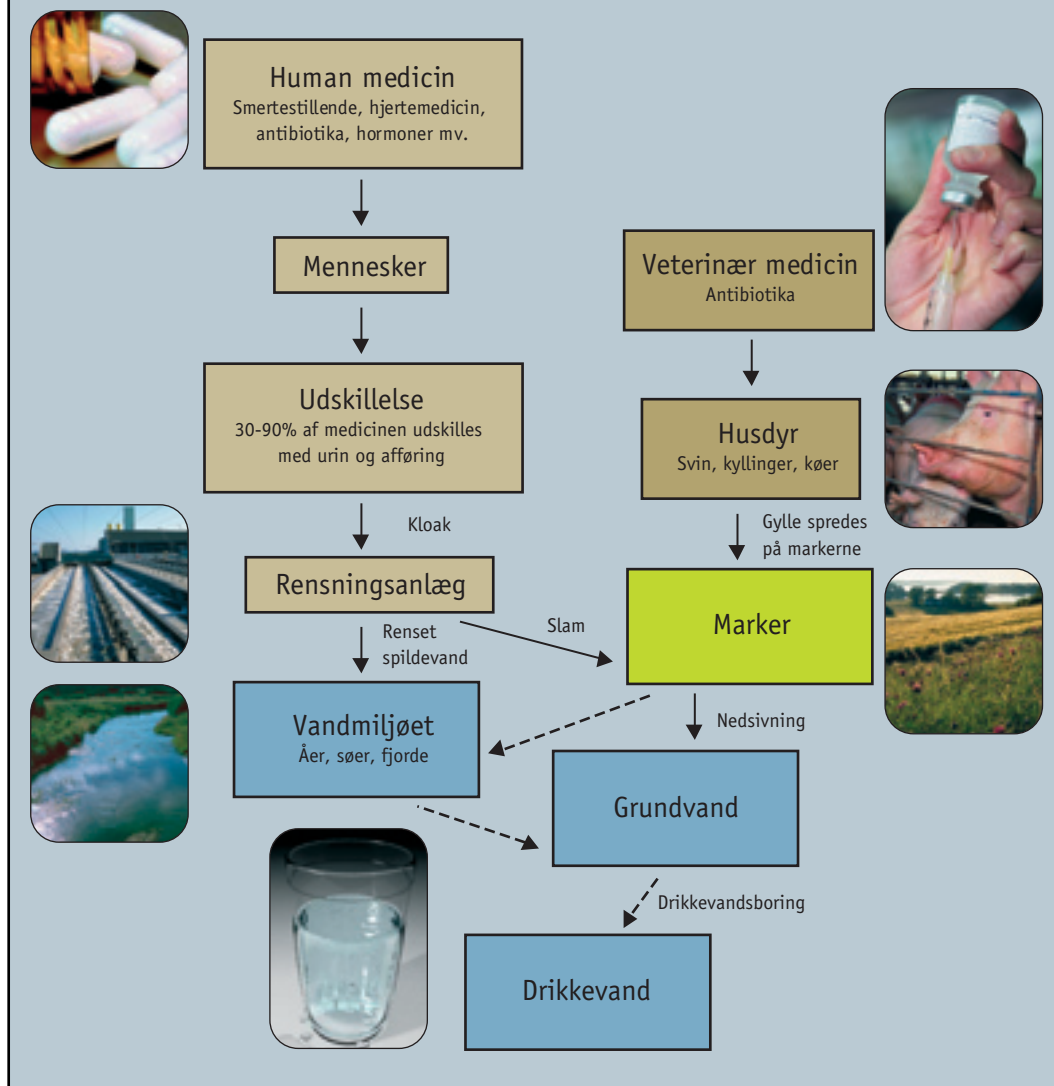 Human medicin
Smertestillende, hjertemedicin,
antibiotika, hormoner mv.
Mennesker
Veterinær medicin
Antibiotika
Udskillelse
30-90% af medicinen udskilles
med urin og afføring
Husdyr
Svin, kyllinger, køer
Kloak
Gylle spredes
på markerne
Rensningsanlæg
Marker
Slam
Renset
spildevand
Vandmiljøet
Åer, søer, fjorde
Nedsivning
Grundvand
Drikkevandsboring
Drikkevand